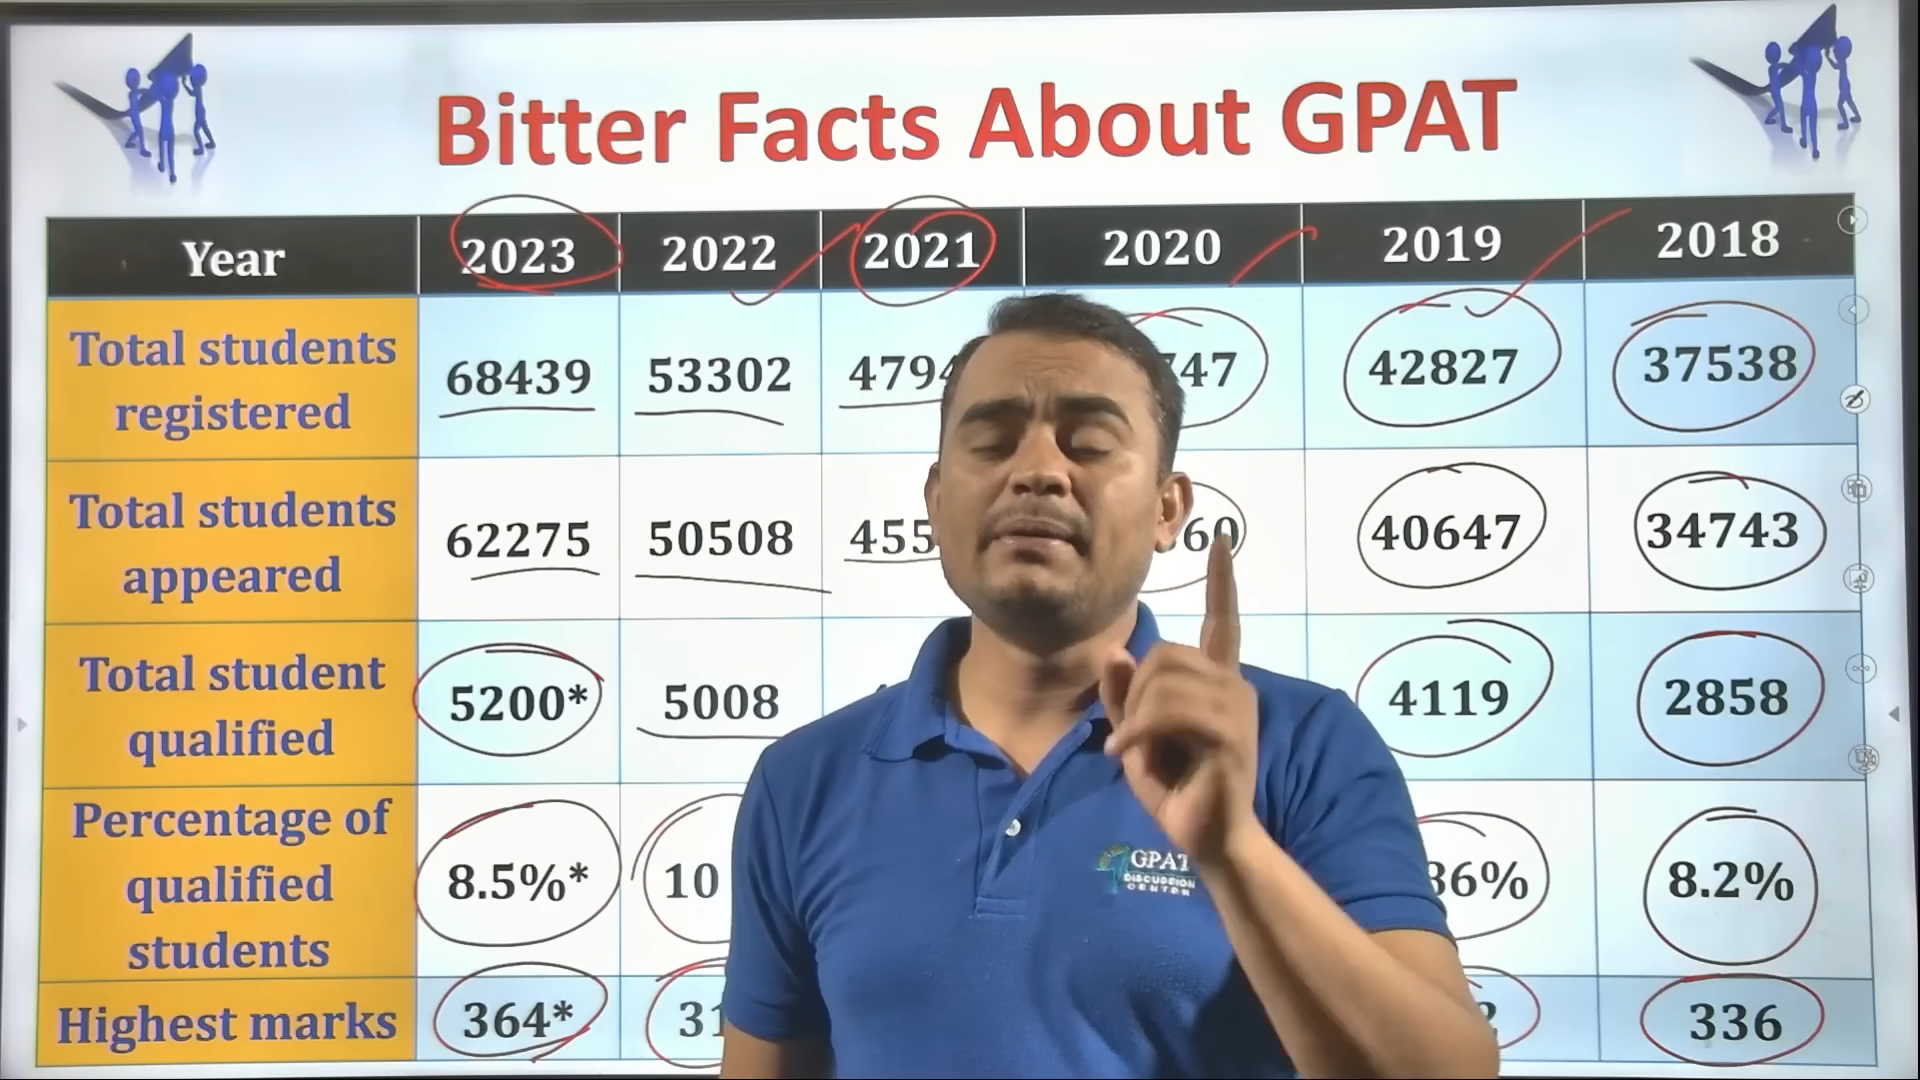 Bitter Facts About GPAT
Year 2023 2022 2021 2020 2019 2018
Total students
registered
68439 53302 42827 37538
Total students
appeared
62275 50508 40647 34743
Total student
qualified
5200* 5008 4119 2858
Percentage of
qualified
students
8.5%* 8.2%
Highest marks 364* 336
GPAT
DISCUSSION
CENTER